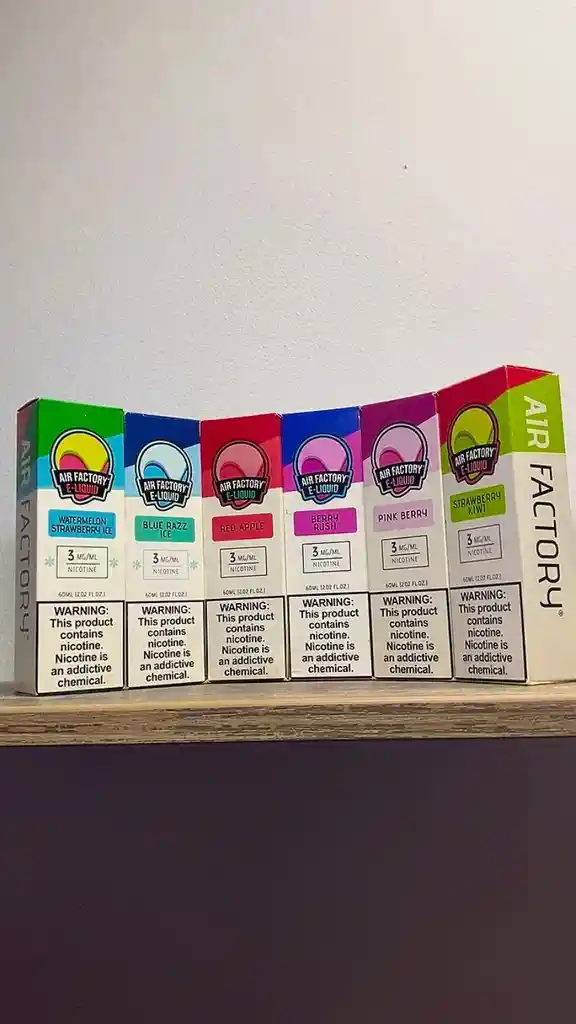 AIR FACTORY
AIR FACTORY
E-LIQUID
WATERMELON
STRAWBERRY ICE
3 MG/ML
NICOTINE
60ML (2.02 FL.OZ.)
WARNING:
This product
contains
nicotine.
Nicotine is
an addictive
chemical.
AIR FACTORY
E-LIQUID
BLUE RAZZ
ICE
3 MG/ML
NICOTINE
60ML (2.02 FL.OZ.)
WARNING:
This product
contains
nicotine.
Nicotine is
an addictive
chemical.
AIR FACTORY
E-LIQUID
RED APPLE
3 MG/ML
NICOTINE
60ML (2.02 FL.OZ.)
WARNING:
This product
contains
nicotine.
Nicotine is
an addictive
chemical.
AIR FACTORY
E-LIQUID
BERRY
RUSH
3 MG/ML
NICOTINE
60ML (2.02 FL.OZ.)
WARNING:
This product
contains
nicotine.
Nicotine is
an addictive
chemical.
AIR FACTORY
E-LIQUID
PINK BERRY
3 MG/ML
NICOTINE
60ML (2.02 FL.OZ.)
WARNING:
This product
contains
nicotine.
Nicotine is
an addictive
chemical.
AIR FACTORY
E-LIQUID
STRAWBERRY
KIWI
3 MG/ML
NICOTINE
60ML (2.02 FL.OZ.)
WARNING:
This product
contains
nicotine.
Nicotine is
an addictive
chemical.
AIR FACTORY®